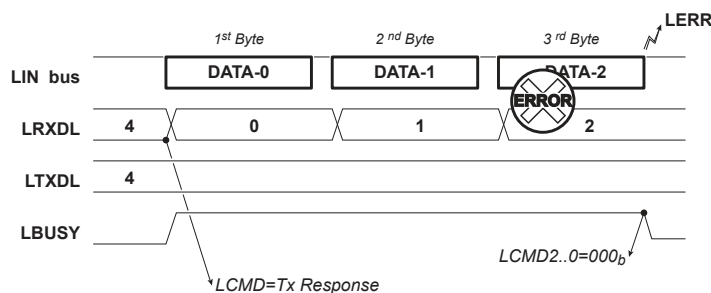 LERR
1st Byte 2 nd Byte 3 rd Byte
LIN bus DATA-0 DATA-1 DATA-2
ERROR
LRXDL 4 0 1 2
LTXDL 4
LBUSY
LCMD2..0=000b
LCMD=Tx Response